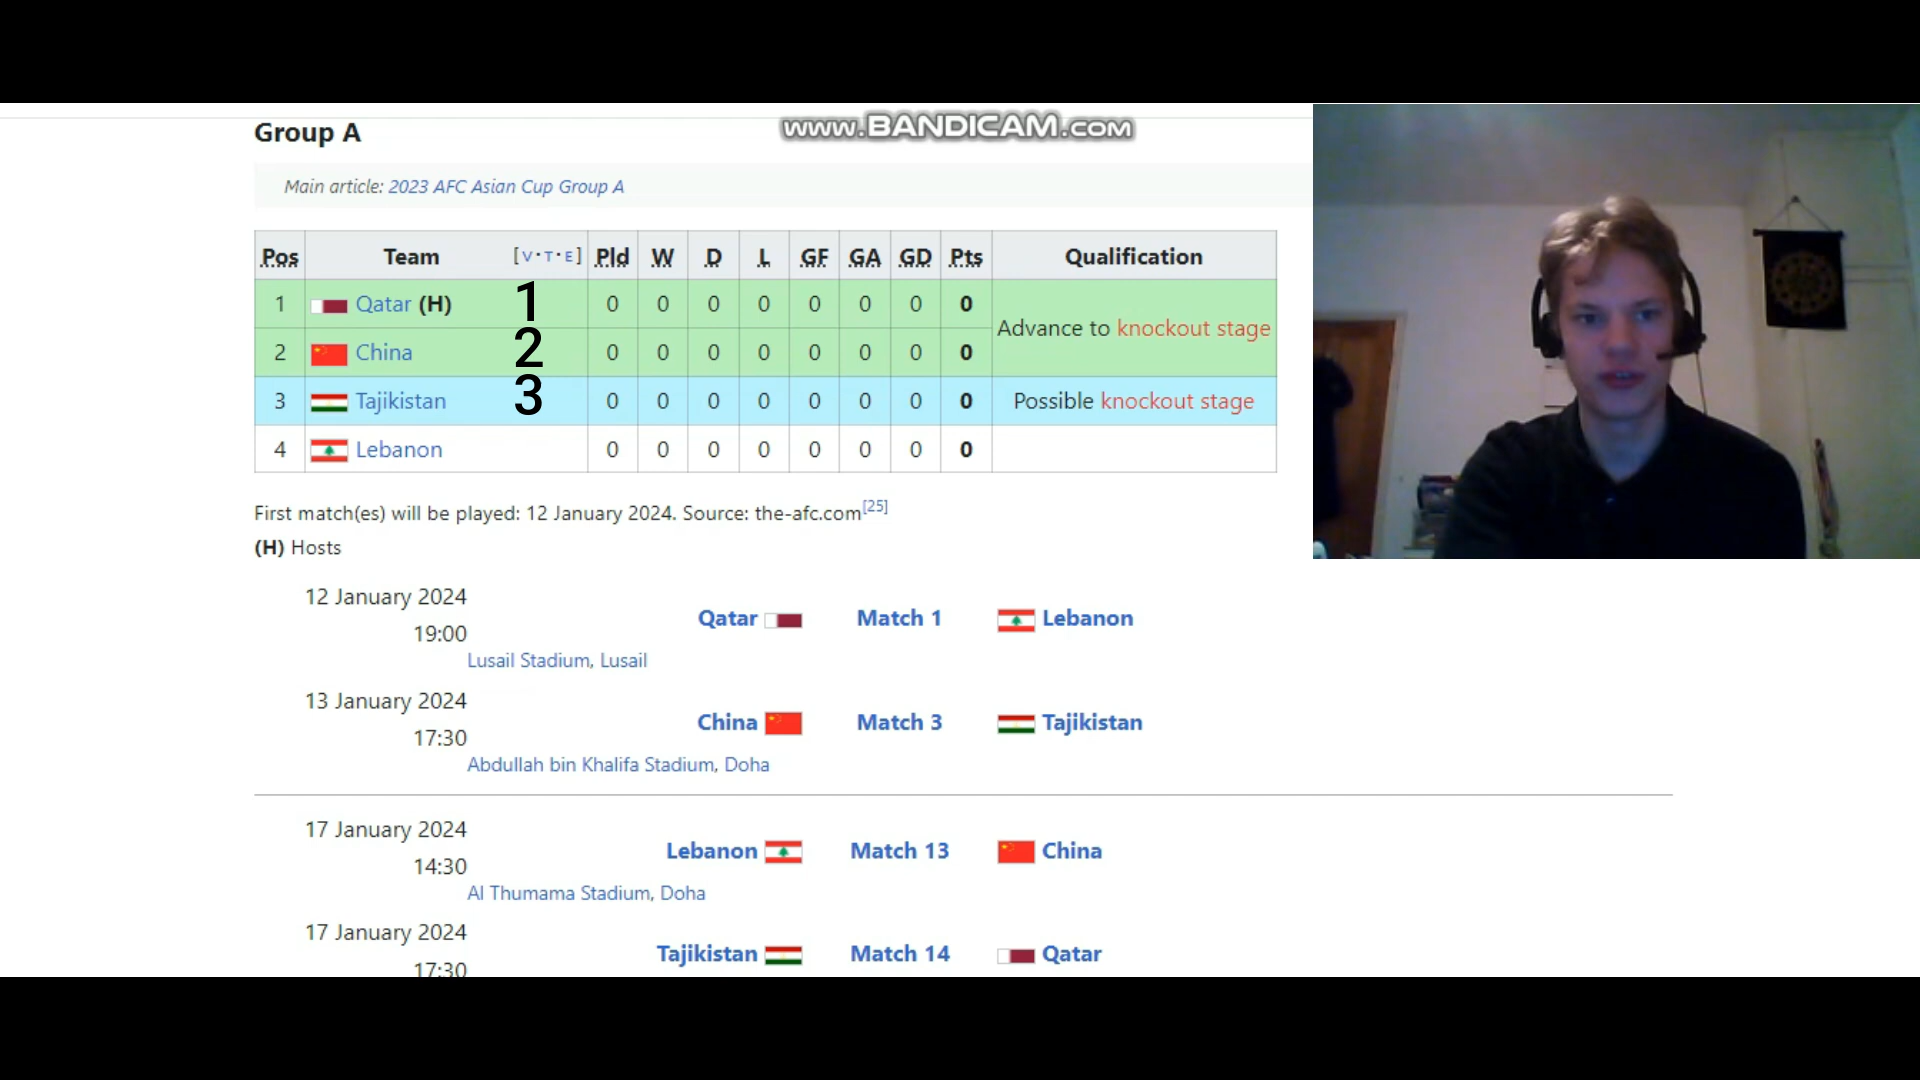 www.BANDICAM.com
Group A
Main article: 2023 AFC Asian Cup Group A
Pos Team [V·T·E] Pld W D L GF GA GD Pts Qualification
1 Qatar (H) 1 0 0 0 0 0 0 0 0 Advance to knockout stage
2 China 2 0 0 0 0 0 0 0 0
3 Tajikistan 3 0 0 0 0 0 0 0 0 Possible knockout stage
4 Lebanon 0 0 0 0 0 0 0 0
First match(es) will be played: 12 January 2024. Source: the-afc.com[25]
(H) Hosts
12 January 2024
19:00
Qatar Match 1 Lebanon
Lusail Stadium, Lusail
13 January 2024
17:30
China Match 3 Tajikistan
Abdullah bin Khalifa Stadium, Doha
17 January 2024
14:30
Lebanon Match 13 China
Al Thumama Stadium, Doha
17 January 2024
17:30
Tajikistan Match 14 Qatar